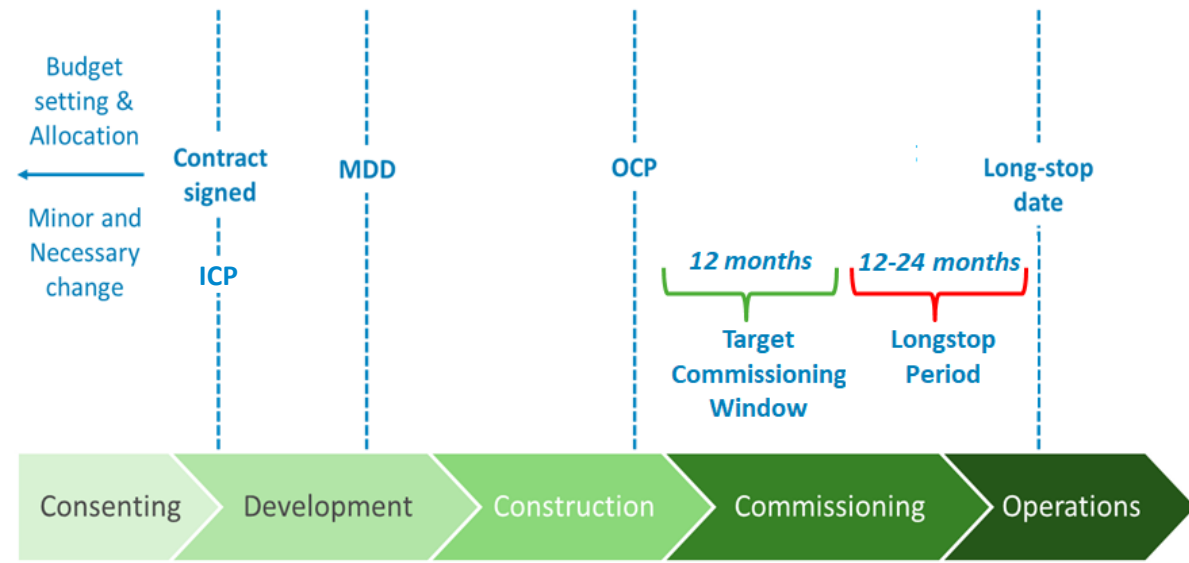 Budget
setting &
Allocation
Minor and
Necessary
change
Contract
signed
ICP
MDD
OCP
Long-stop
date
12 months
12-24 months
Target
Commissioning
Window
Longstop
Period
Consenting
Development
Construction
Commissioning
Operations